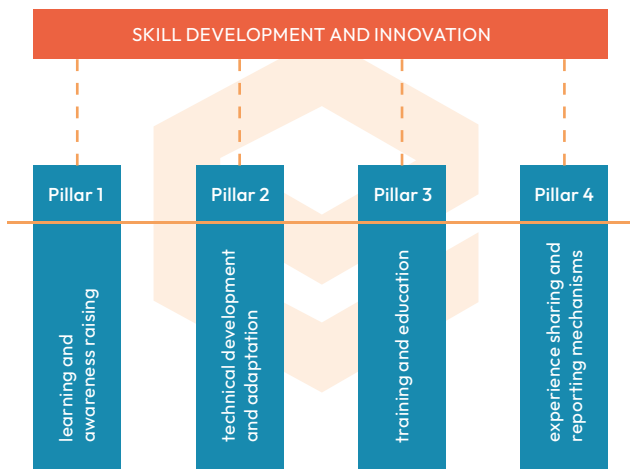 SKILL DEVELOPMENT AND INNOVATION
Pillar 1
learning and
awareness raising
Pillar 2
technical development
and adaptation
Pillar 3
training and education
Pillar 4
experience sharing and
reporting mechanisms